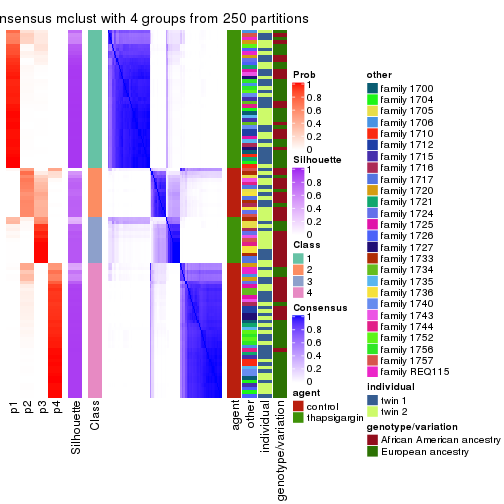 nsensus mclust with 4 groups from 250 partitions
Prob
1
0.8
0.6
0.4
0.2
0
Silhouette
1
0.8
0.6
0.4
0.2
0
Class
1
2
3
4
Consensus
1
0.8
0.6
0.4
0.2
0
agent
control
thapsigargin
other
family 1700
family 1704
family 1705
family 1706
family 1710
family 1712
family 1715
family 1716
family 1717
family 1720
family 1721
family 1724
family 1725
family 1726
family 1727
family 1733
family 1734
family 1735
family 1736
family 1740
family 1743
family 1744
family 1752
family 1756
family 1757
family REQ115
individual
twin 1
twin 2
genotype/variation
African American ancestry
European ancestry
p1
p2
p3
p4
Silhouette
Class
agent
other
individual
genotype/variation